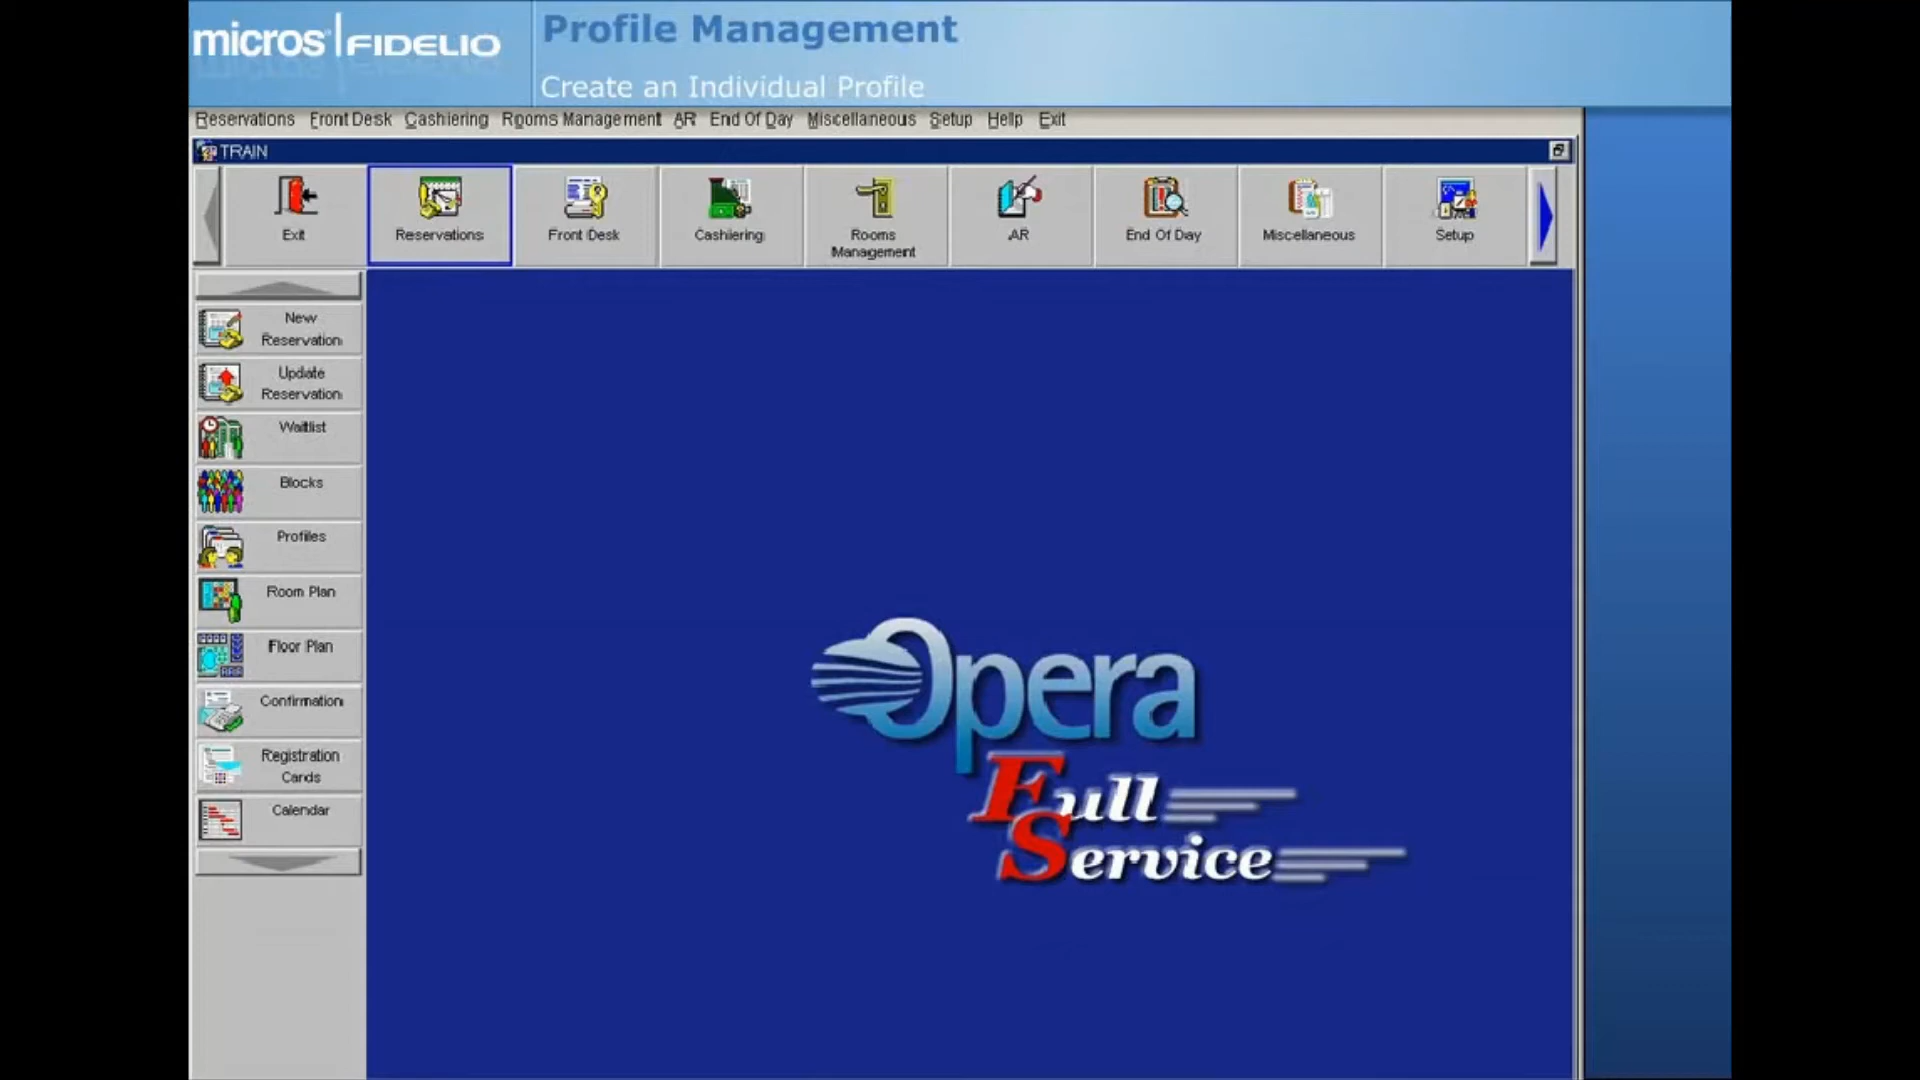 micros FIDELIO
Profile Management
Create an Individual Profile
Reservations Front Desk Cashiering Rooms Management AR End Of Day Miscellaneous Setup Help Exit
TRAIN
Exit
Reservations
Front Desk
Cashiering
Rooms
Management
AR
End Of Day
Miscellaneous
Setup
New
Reservation
Update
Reservation
Waitlist
Blocks
Profiles
Room Plan
Floor Plan
Confirmation
Registration
Cards
Calendar
Opera
Full
Service